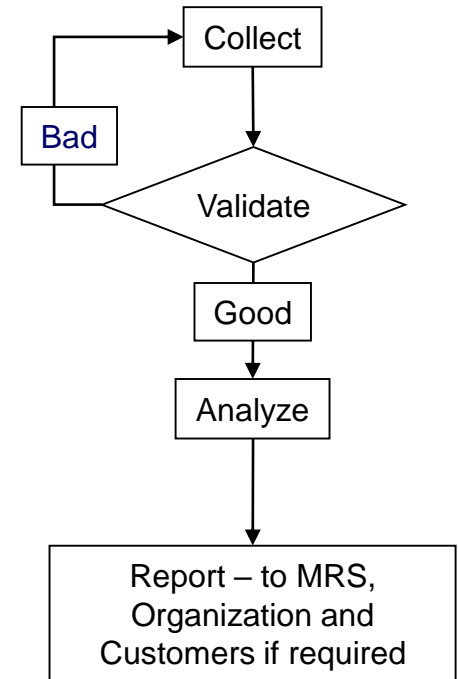 Collect
Bad
Validate
Good
Analyze
Report – to MRS,
Organization and
Customers if required